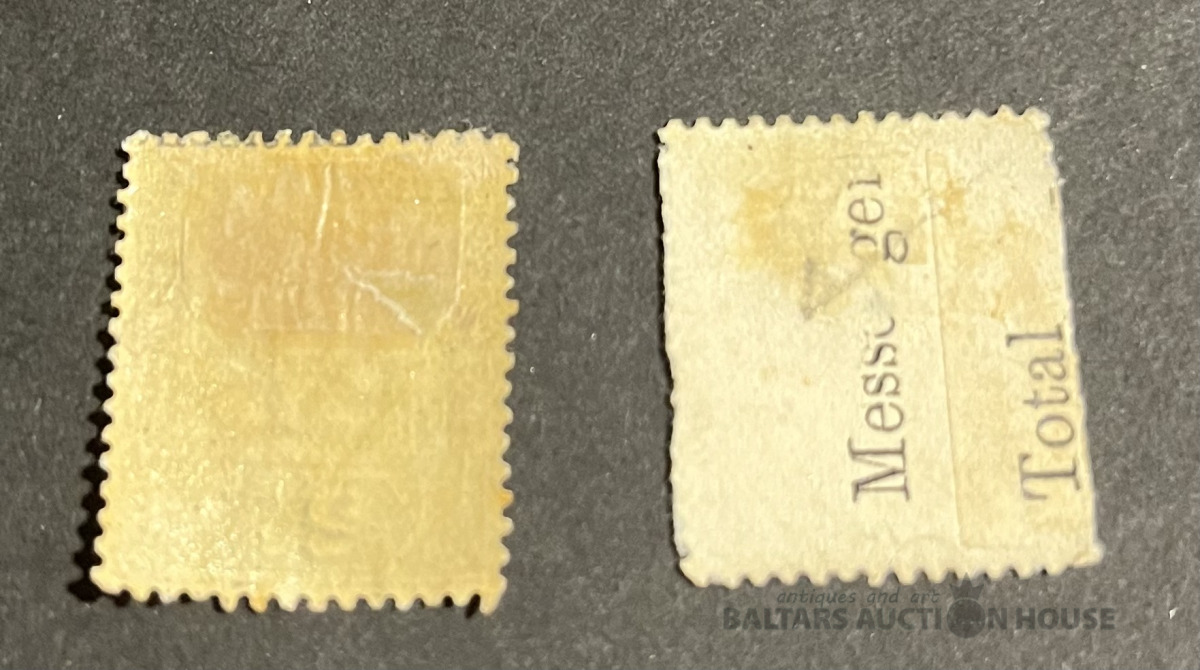 Messenger
Total
antiques and art
BALTARS AUCTION HOUSE